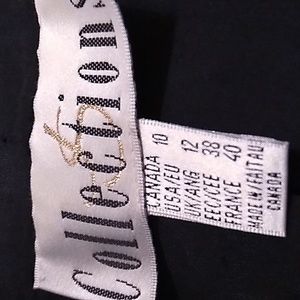 Collections
CANADA
USA/EU 10
UK/ANG 12
EEC/CEE 38
FRANCE 40
MADE IN/FAIT AU
CANADA